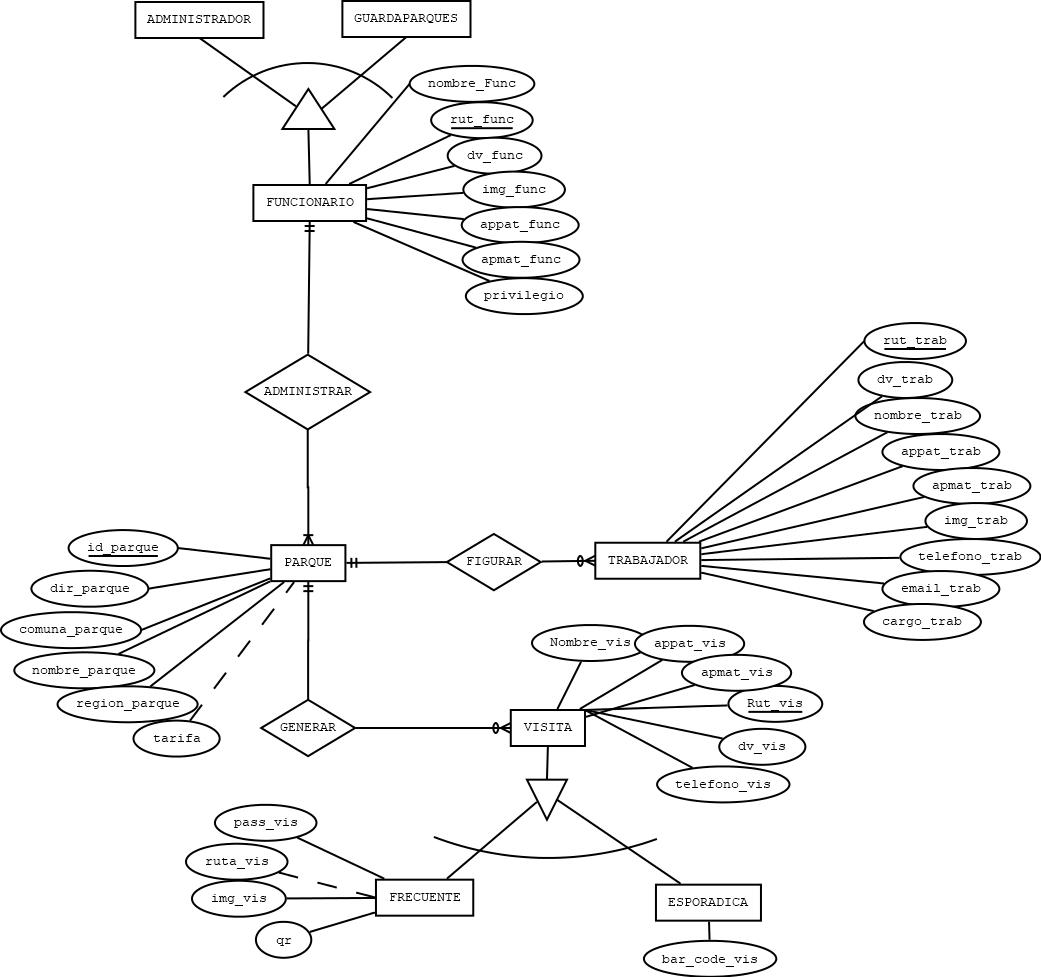 ADMINISTRADOR
GUARDAPARQUES
nombre_Func
rut_func
dv_func
img_func
FUNCIONARIO
appat_func
apmat_func
privilegio
rut_trab
dv_trab
ADMINISTRAR
nombre_trab
appat_trab
apmat_trab
img_trab
id_parque
PARQUE
FIGURAR
TRABAJADOR
telefono_trab
dir_parque
email_trab
comuna_parque
cargo_trab
Nombre_vis
appat_vis
nombre_parque
apmat_vis
region_parque
Rut_vis
GENERAR
VISITA
tarifa
dv_vis
telefono_vis
pass_vis
ruta_vis
img_vis
FRECUENTE
ESPORADICA
qr
bar_code_vis